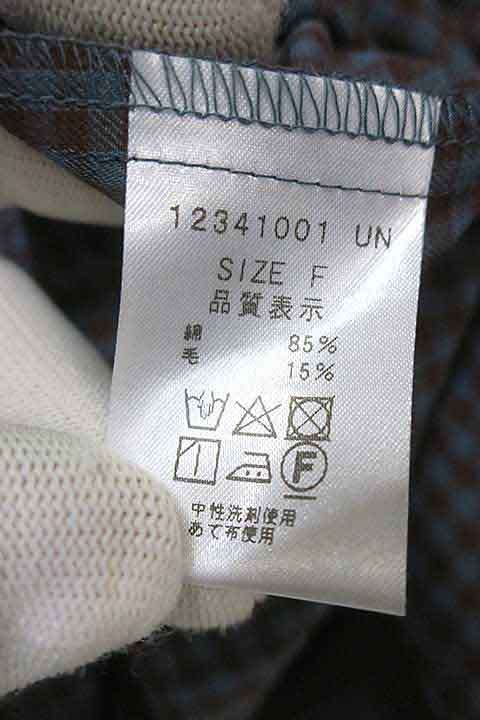 12341001 UN
SIZE F
品質表示
綿 85%
毛 15%
F
中性洗剤使用
あて布使用